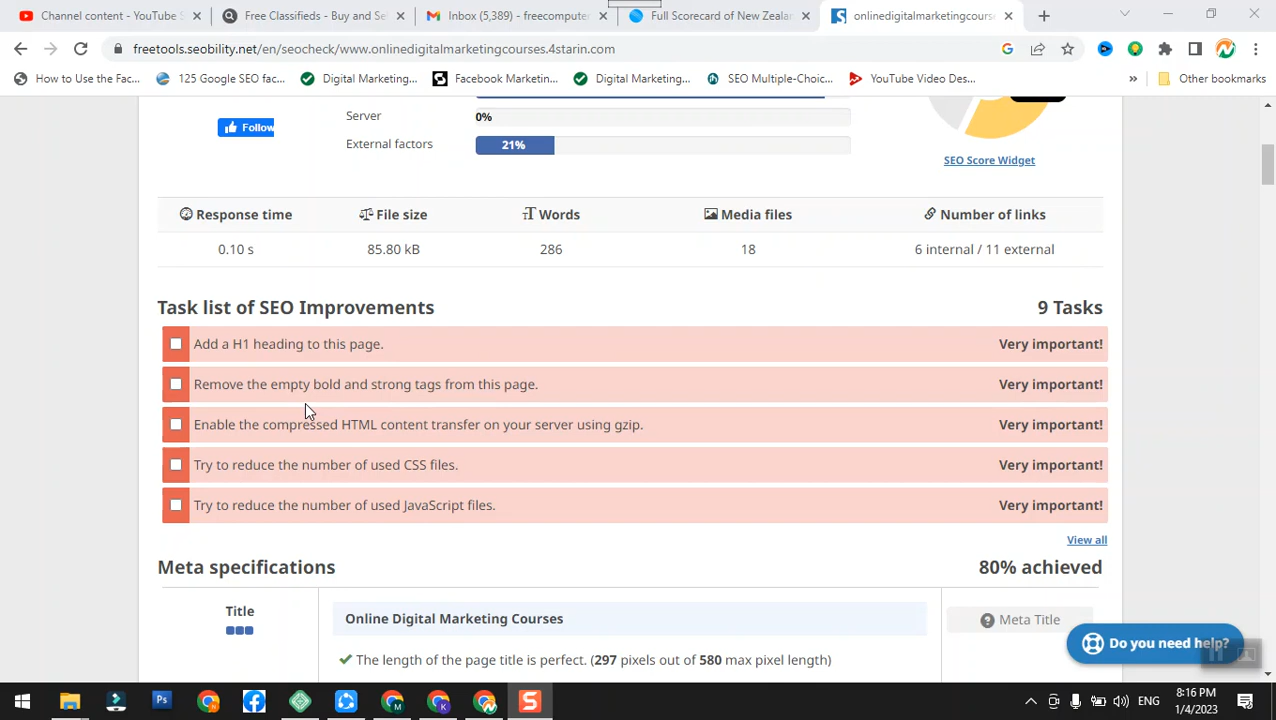 Channel content - YouTube S
Free Classifieds - Buy and Se
Inbox (5,389) - freecomputer
Full Scorecard of New Zealan
onlinedigitalmarketingcourse
freetools.seobility.net/en/seocheck/www.onlinedigitalmarketingcourses.4starin.com
How to Use the Fac...
125 Google SEO fac...
Digital Marketing...
Facebook Marketin...
Digital Marketing...
SEO Multiple-Choic...
YouTube Video Des...
»
Other bookmarks
Server 0%
Follow
External factors 21%
SEO Score Widget
Response time File size Words Media files Number of links
0.10 s 85.80 kB 286 18 6 internal / 11 external
Task list of SEO Improvements 9 Tasks
Add a H1 heading to this page. Very important!
Remove the empty bold and strong tags from this page. Very important!
Enable the compressed HTML content transfer on your server using gzip. Very important!
Try to reduce the number of used CSS files. Very important!
Try to reduce the number of used JavaScript files. Very important!
View all
Meta specifications 80% achieved
Title
Online Digital Marketing Courses
Meta Title
The length of the page title is perfect. (297 pixels out of 580 max pixel length)
Do you need help?
ENG
8:16 PM
1/4/2023